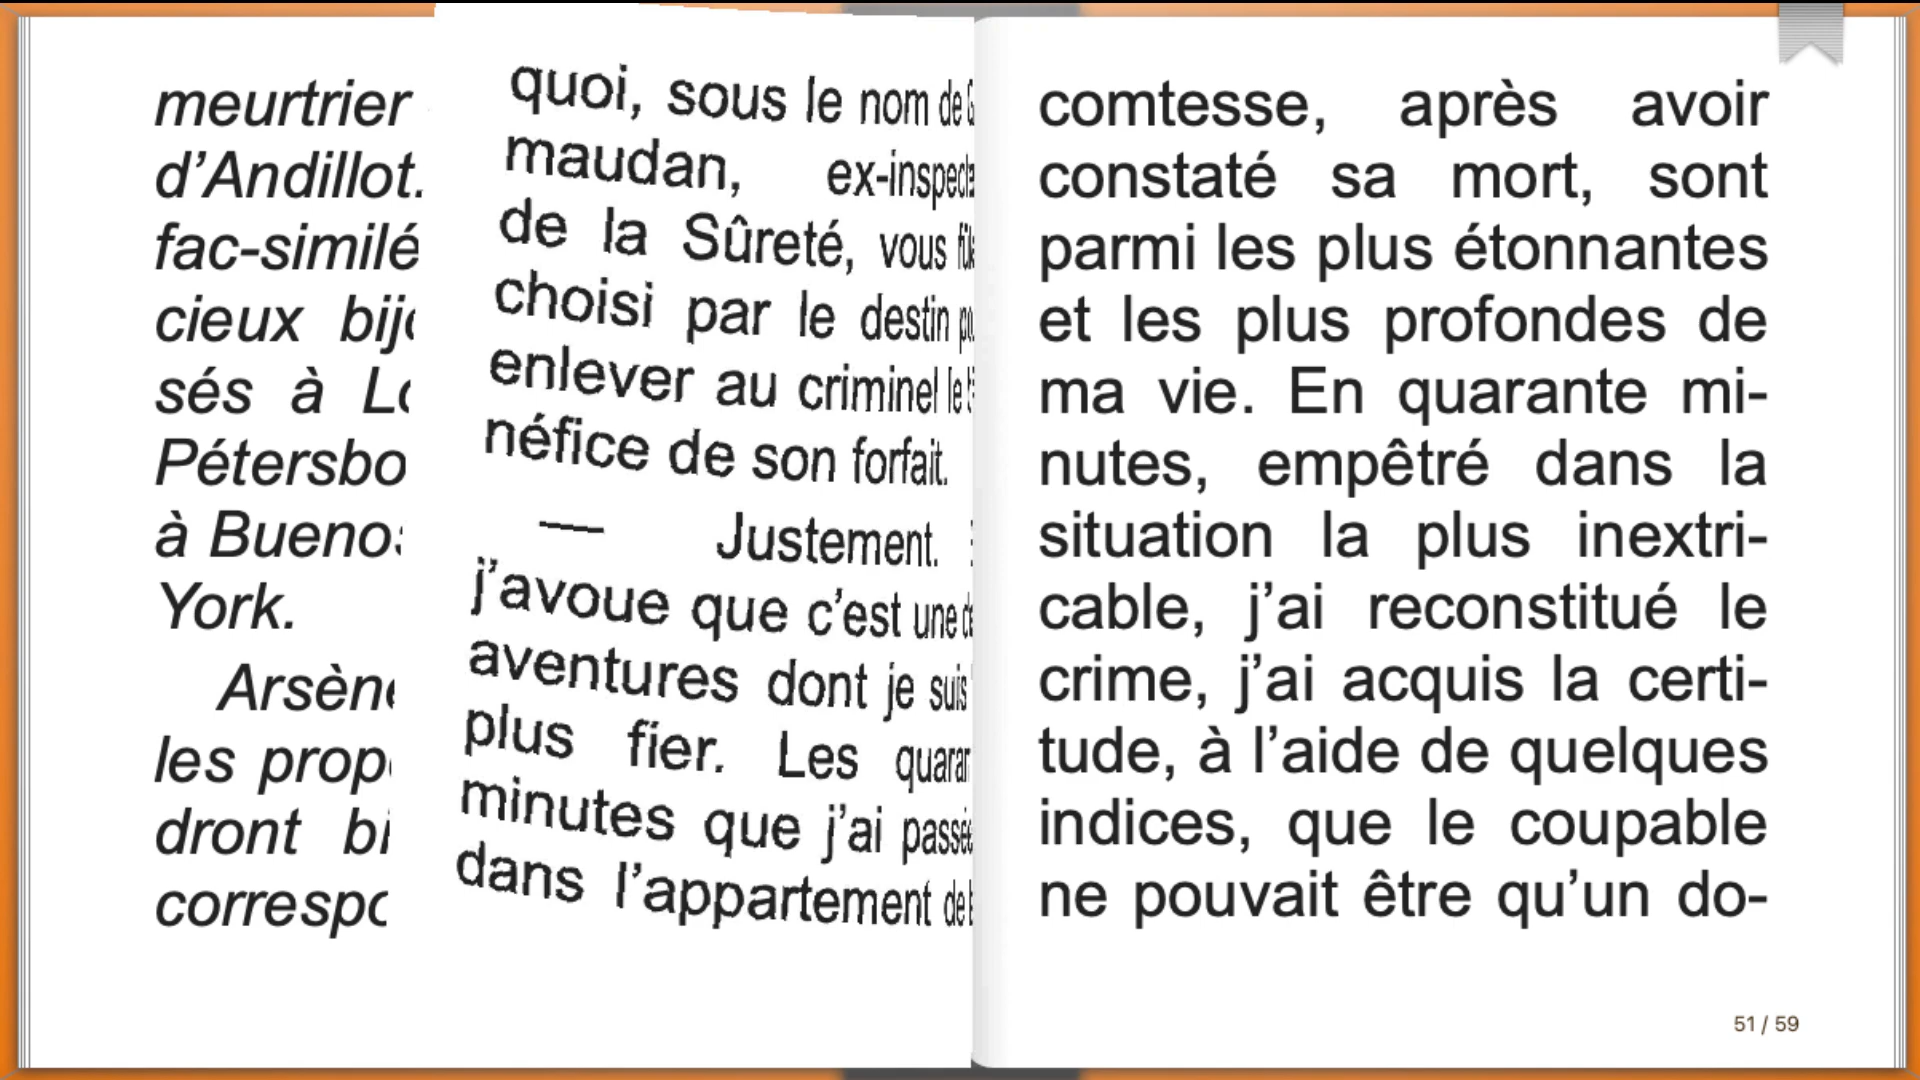 meurtrier
d'Andillot.
fac-similé
cieux
sés à
à
York.
les
dront
quoi, sous le nom de
maudan,
de la Sûreté, vous
choisi par le destin
enlever au criminel le
néfice de son forfait.
— Justement.
j'avoue que c'est une
aventures dont je suis
plus fier. Les
minutes que j'ai
dans l'appartement de
comtesse, après avoir
constaté sa mort, sont
parmi les plus étonnantes
et les plus profondes de
ma vie. En quarante mi-
nutes, empêtré dans la
situation la plus inextri-
cable, j'ai reconstitué le
crime, j'ai acquis la certi-
tude, à l'aide de quelques
indices, que le coupable
ne pouvait être qu'un do-
51 / 59